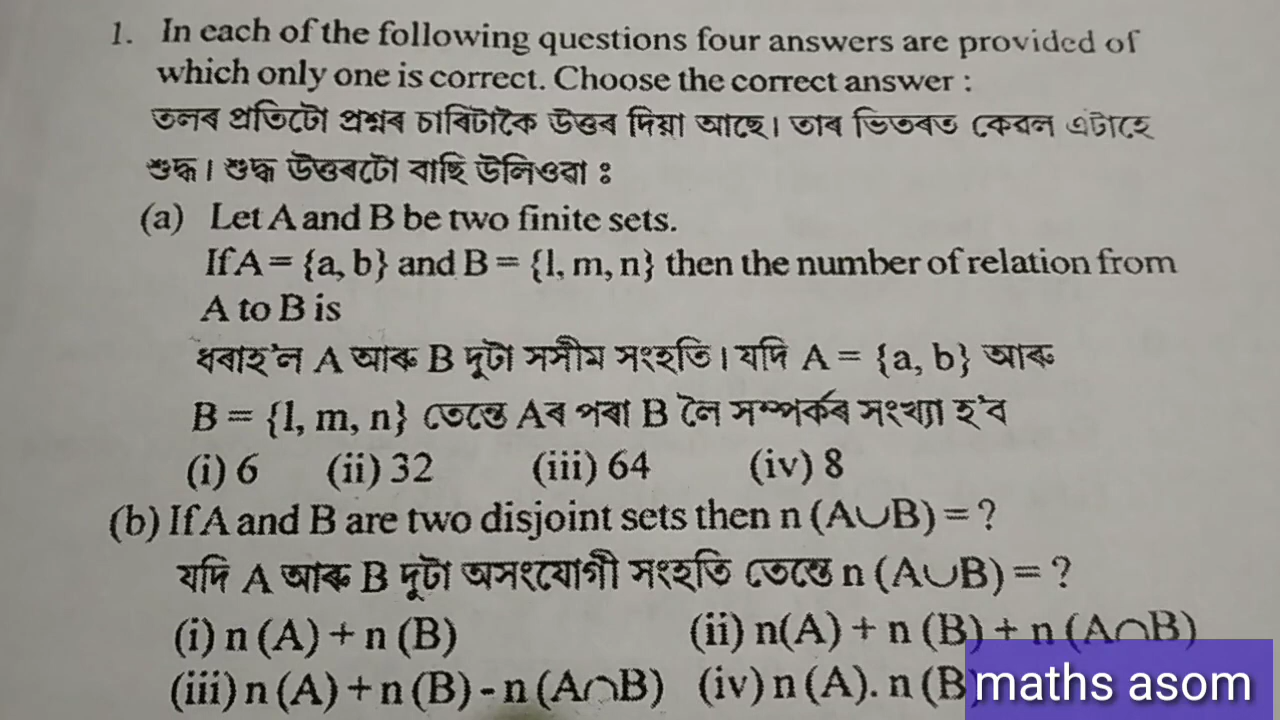 1. In each of the following questions four answers are provided of
which only one is correct. Choose the correct answer :
তলৰ প্ৰতিটো প্ৰশ্নৰ চাৰিটাকৈ উত্তৰ দিয়া আছে। তাৰ ভিতৰত কেৱল এটাহে
শুদ্ধ। শুদ্ধ উত্তৰটো বাছি উলিওৱা ঃ
(a) Let A and B be two finite sets.
If A = {a, b} and B = {l, m, n} then the number of relation from
A to B is
ধৰাহ'ল A আৰু B দুটা সসীম সংহতি। যদি A = {a, b} আৰু
B = {l, m, n} তেন্তে Aৰ পৰা B লৈ সম্পৰ্কৰ সংখ্যা হ'ব
(i) 6 (ii) 32 (iii) 64 (iv) 8
(b) If A and B are two disjoint sets then n (A∪B) = ?
যদি A আৰু B দুটা অসংযোগী সংহতি তেন্তে n (A∪B) = ?
(i) n (A) + n (B) (ii) n(A) + n (B) + n (A∩B)
(iii) n (A) + n (B) - n (A∩B) (iv) n (A). n (B
maths asom